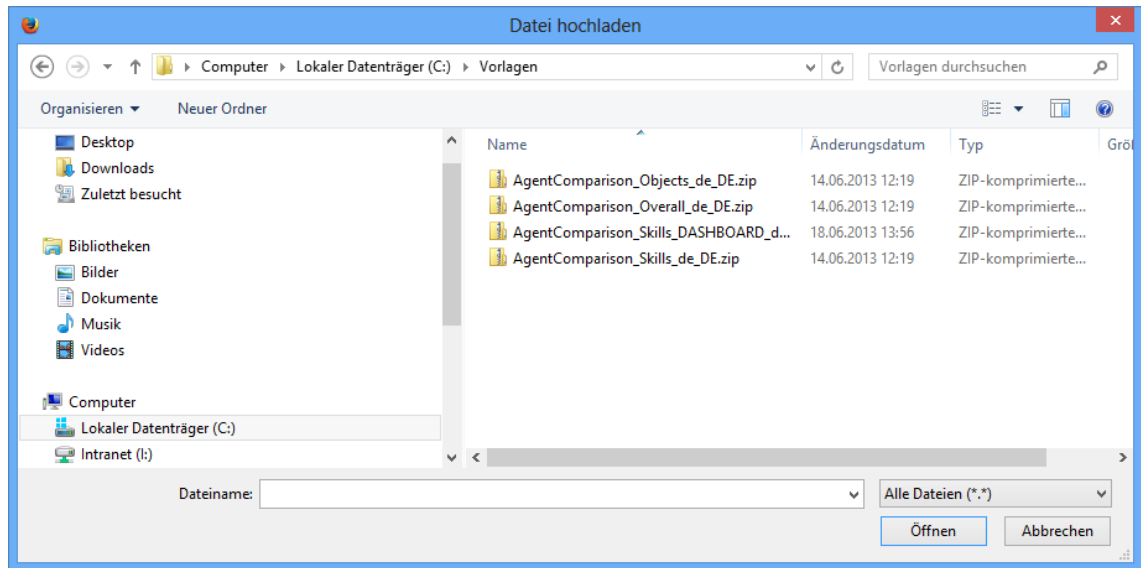 Datei hochladen
Computer Lokaler Datenträger (C:) Vorlagen
Vorlagen durchsuchen
Organisieren Neuer Ordner
Desktop
Downloads
Zuletzt besucht
Bibliotheken
Bilder
Dokumente
Musik
Videos
Computer
Lokaler Datenträger (C:)
Intranet (I:)
Name Änderungsdatum Typ Größ
AgentComparison_Objects_de_DE.zip 14.06.2013 12:19 ZIP-komprimierte...
AgentComparison_Overall_de_DE.zip 14.06.2013 12:19 ZIP-komprimierte...
AgentComparison_Skills_DASHBOARD_d... 18.06.2013 13:56 ZIP-komprimierte...
AgentComparison_Skills_de_DE.zip 14.06.2013 12:19 ZIP-komprimierte...
Dateiname:
Alle Dateien (*.*)
Öffnen Abbrechen